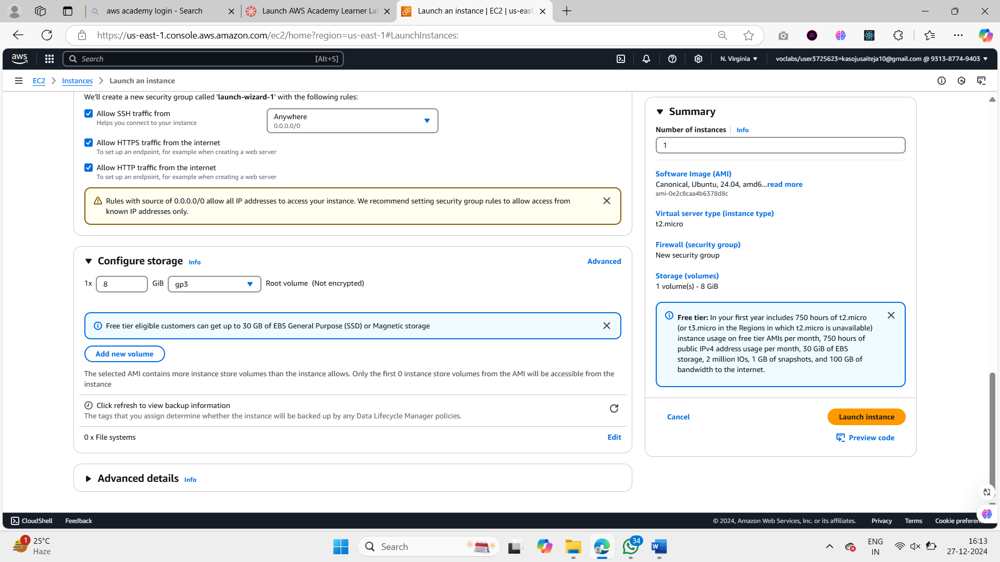 aws academy login - Search
Launch AWS Academy Learner La
Launch an instance | EC2 | us-east
https://us-east-1.console.aws.amazon.com/ec2/home?region=us-east-1#LaunchInstances:
aws
Search
[Alt+S]
N. Virginia
voclabs/user3725623=kasojusaiteja10@gmail.com @ 9313-8774-9403
EC2
Instances
Launch an instance
We'll create a new security group called 'launch-wizard-1' with the following rules:
Allow SSH traffic from
Helps you connect to your instance
Anywhere
0.0.0.0/0
Allow HTTPS traffic from the internet
To set up an endpoint, for example when creating a web server
Allow HTTP traffic from the internet
To set up an endpoint, for example when creating a web server
Rules with source of 0.0.0.0/0 allow all IP addresses to access your instance. We recommend setting security group rules to allow access from
known IP addresses only.
Configure storage
Info
Advanced
1x
8
GiB
gp3
Root volume (Not encrypted)
Free tier eligible customers can get up to 30 GB of EBS General Purpose (SSD) or Magnetic storage
Add new volume
The selected AMI contains more instance store volumes than the instance allows. Only the first 0 instance store volumes from the AMI will be accessible from the
instance
Click refresh to view backup information
The tags that you assign determine whether the instance will be backed up by any Data Lifecycle Manager policies.
0 x File systems
Edit
Advanced details
Info
Summary
Number of instances
Info
1
Software Image (AMI)
Canonical, Ubuntu, 24.04, amd6...read more
ami-0e2c8caa4b6378d8c
Virtual server type (instance type)
t2.micro
Firewall (security group)
New security group
Storage (volumes)
1 volume(s) - 8 GiB
Free tier: In your first year includes 750 hours of t2.micro
(or t3.micro in the Regions in which t2.micro is unavailable)
instance usage on free tier AMIs per month, 750 hours of
public IPv4 address usage per month, 30 GiB of EBS
storage, 2 million IOs, 1 GB of snapshots, and 100 GB of
bandwidth to the internet.
Cancel
Launch instance
Preview code
CloudShell
Feedback
© 2024, Amazon Web Services, Inc. or its affiliates.
Privacy
Terms
Cookie preferen
1
25°C
Haze
Search
34
W
ENG
IN
16:13
27-12-2024